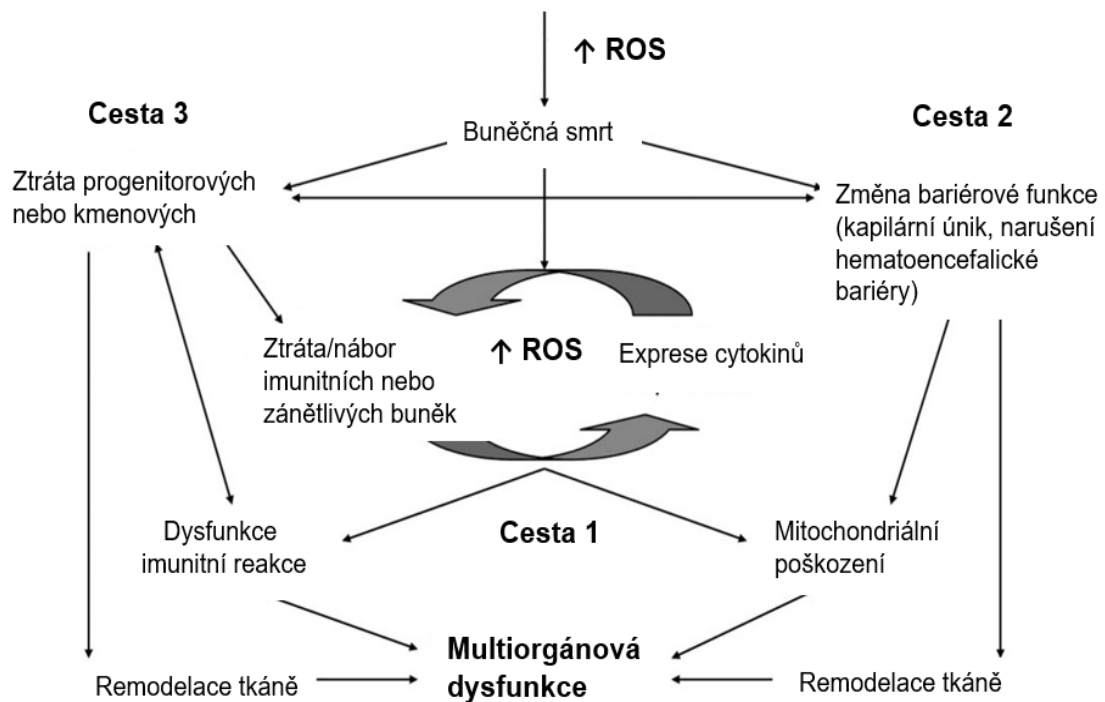 ↑ ROS
Cesta 3
Cesta 2
Buněčná smrt
Ztráta progenitorových
nebo kmenových
Změna bariérové funkce
(kapilární únik, narušení
hematoencefalické
bariéry)
Ztráta/nábor
imunitních nebo
zánětlivých buněk
↑ ROS
Exprese cytokinů
Dysfunkce
imunitní reakce
Cesta 1
Mitochondriální
poškození
Multiorgánová
dysfunkce
Remodelace tkáně
Remodelace tkáně